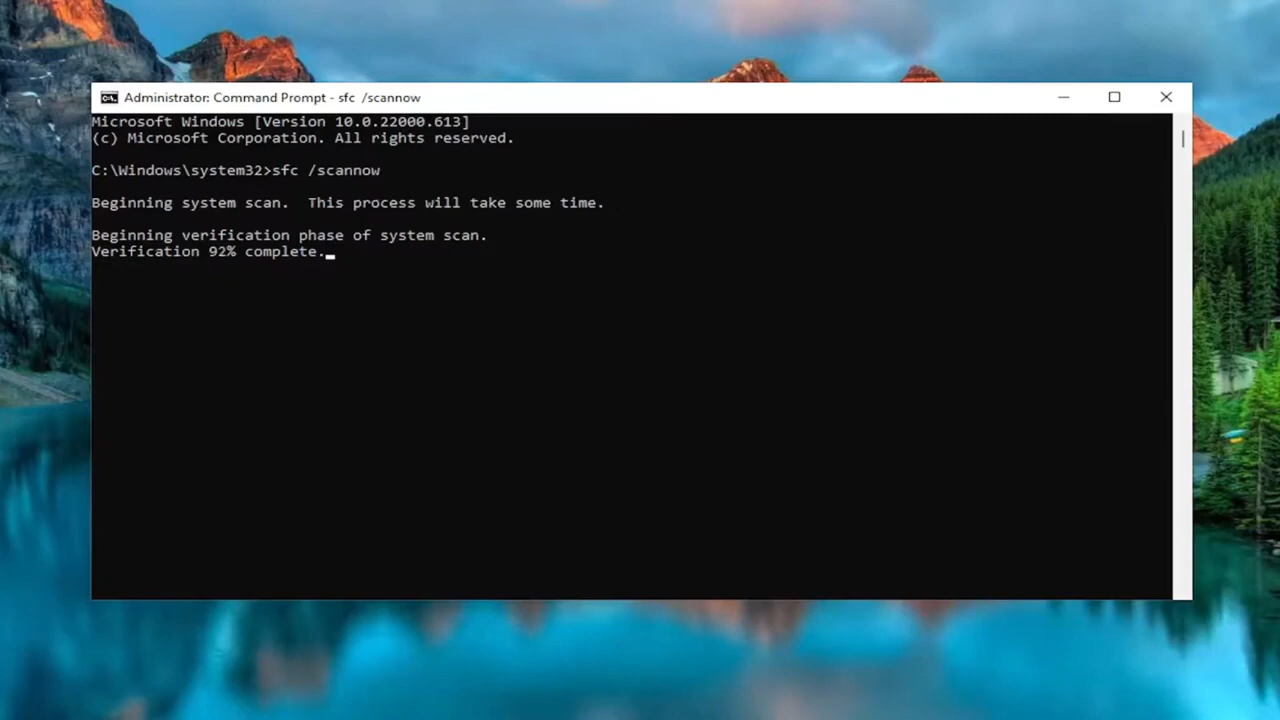 Administrator: Command Prompt - sfc  /scannow
Microsoft Windows [Version 10.0.22000.613]
(c) Microsoft Corporation. All rights reserved.
C:\Windows\system32>sfc /scannow
Beginning system scan.  This process will take some time.
Beginning verification phase of system scan.
Verification 92% complete.